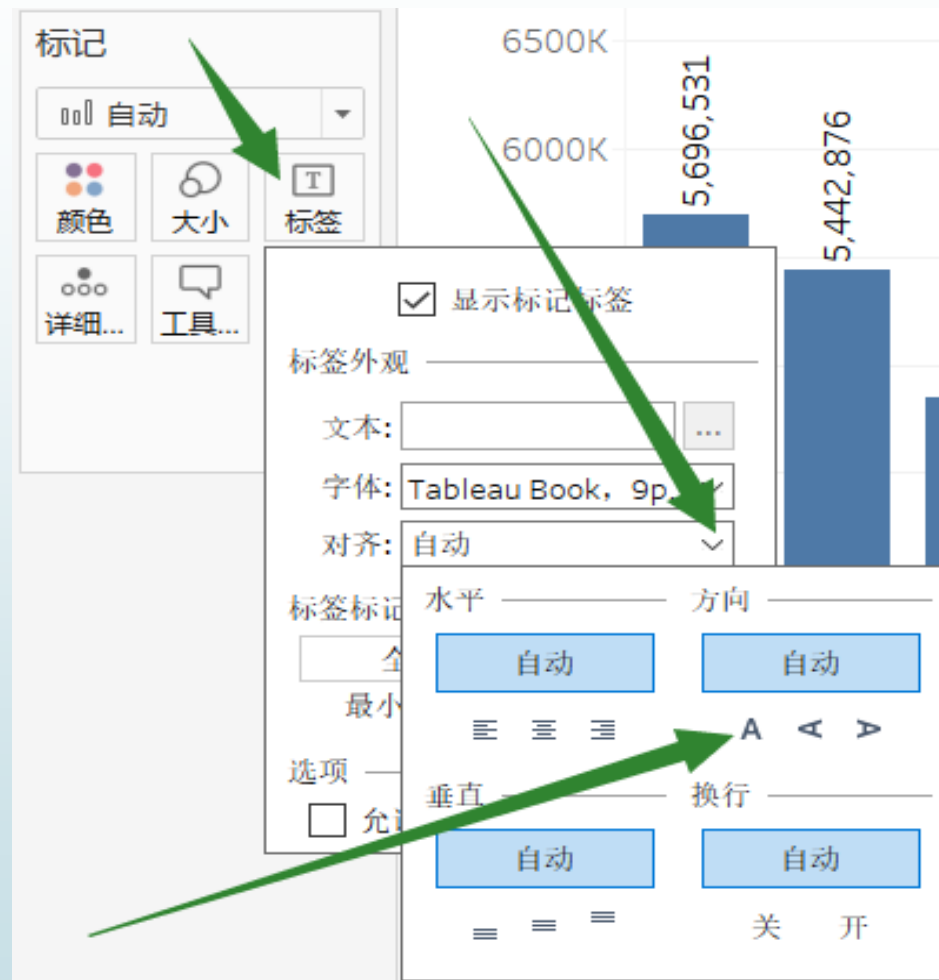 标记
自动
颜色 大小 标签
详细... 工具...
6500K
6000K
5,696,531
5,442,876
显示标记标签
标签外观
文本: ...
字体: Tableau Book, 9p
对齐: 自动
标签标记
全
最小
选项
允
水平 方向
自动 自动
A A A
垂直 换行
自动 自动
关 开